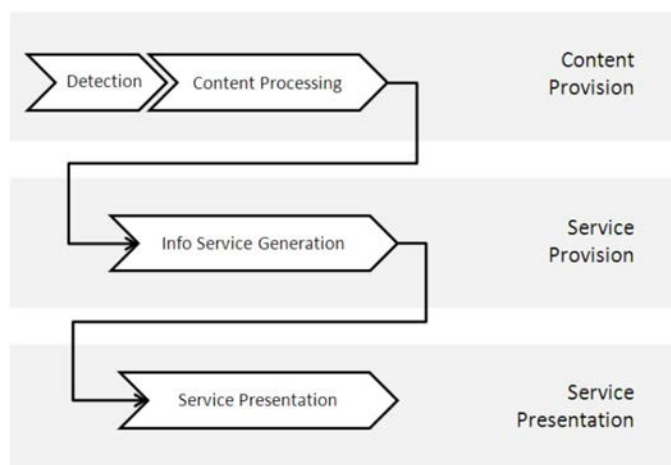 Detection
Content Processing
Content
Provision
Info Service Generation
Service
Provision
Service Presentation
Service
Presentation